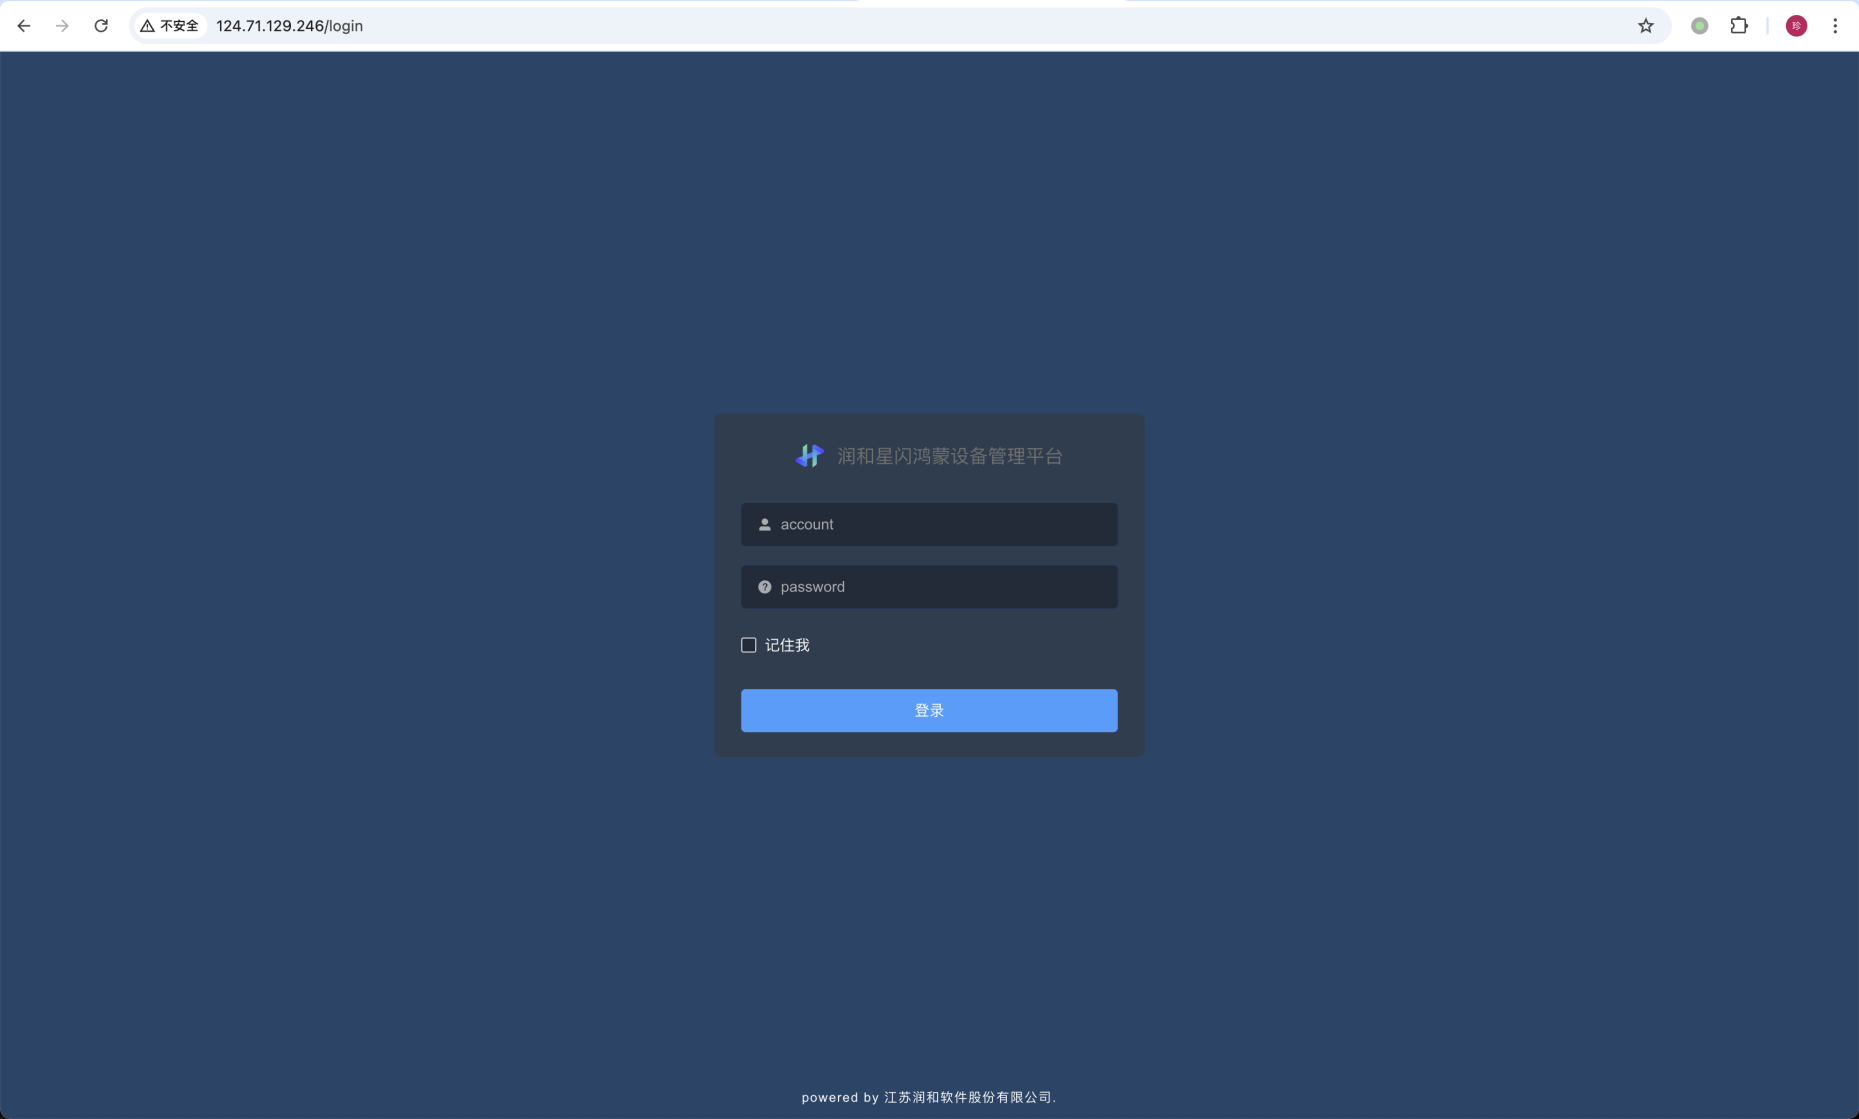 不安全 124.71.129.246/login
珍
润和星闪鸿蒙设备管理平台
account
password
记住我
登录
powered by 江苏润和软件股份有限公司.